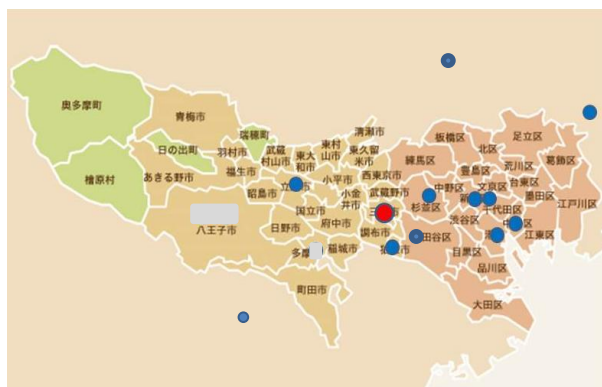 奥多摩町
青梅市
瑞穂町
清瀬市
日の出町
羽村市
武蔵
村山市
東大
和市
東村
山市
東久留
米市
板橋区
足立区
北区
練馬区
葛飾区
檜原村
あきる野市
福生市
小平市
西東京市
豊島区
荒川区
昭島市
立
小金
井市
武蔵野市
中野区
文京区
台東区
墨田区
江戸川区
国立市
三
杉並区
新
千代田区
八王子市
日野市
府中市
調布市
渋谷区
中
区
江東区
多摩
稲城市
狛
市
田谷区
港
目黒区
品川区
町田市
大田区